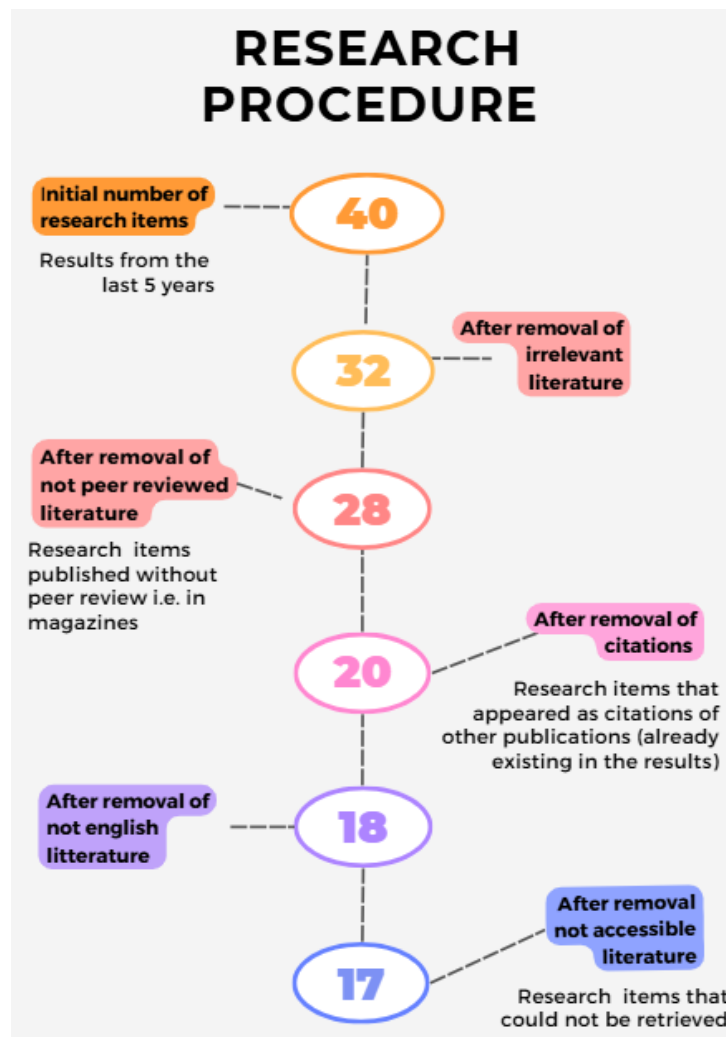 RESEARCH
PROCEDURE
Initial number of
research items
Results from the
last 5 years
40
32
After removal of
irrelevant
literature
After removal of
not peer reviewed
literature
Research items
published without
peer review i.e. in
magazines
28
20
After removal of
citations
Research items that
appeared as citations of
other publications (already
existing in the results)
After removal of
not english
litterature
18
17
After removal
not accessible
literature
Research items that
could not be retrieved